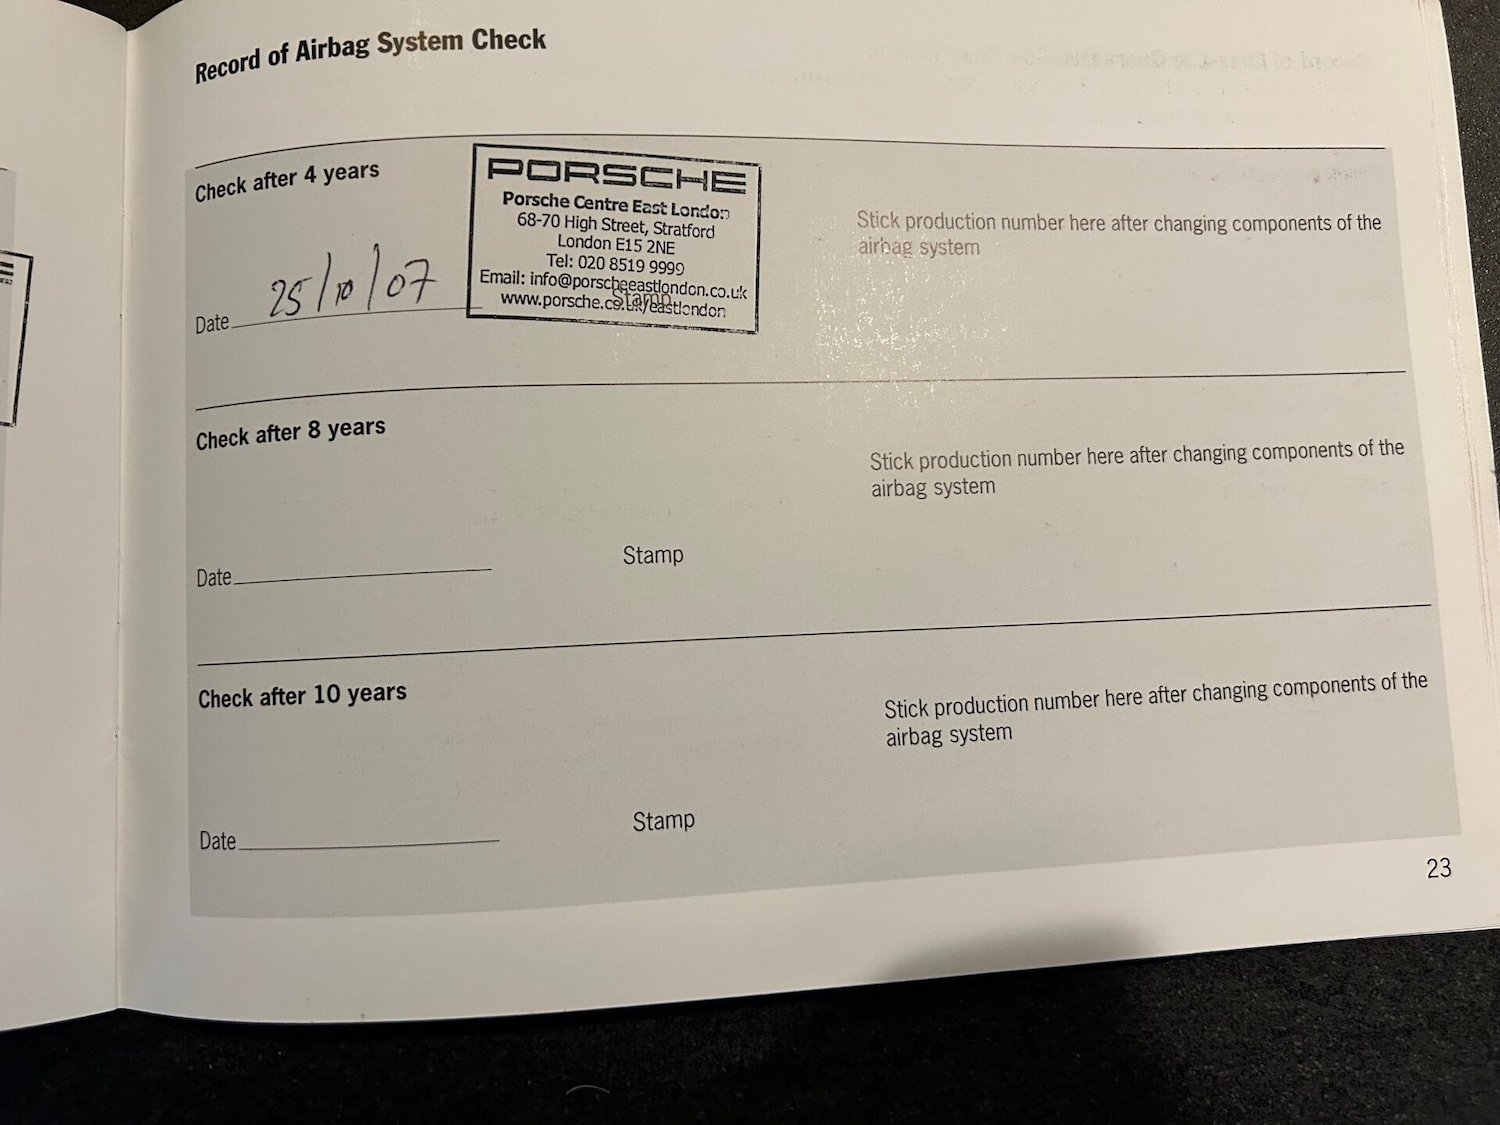 Record of Airbag System Check
Check after 4 years
PORSCHE
Porsche Centre East London
68-70 High Street, Stratford
London E15 2NE
Tel: 020 8519 9999
Email: info@porscheeastlondon.co.uk
www.porsche.co.uk/eastlondon
Stamp
Date 25/10/07
Stick production number here after changing components of the
airbag system
Check after 8 years
Date
Stamp
Stick production number here after changing components of the
airbag system
Check after 10 years
Date
Stamp
Stick production number here after changing components of the
airbag system
23